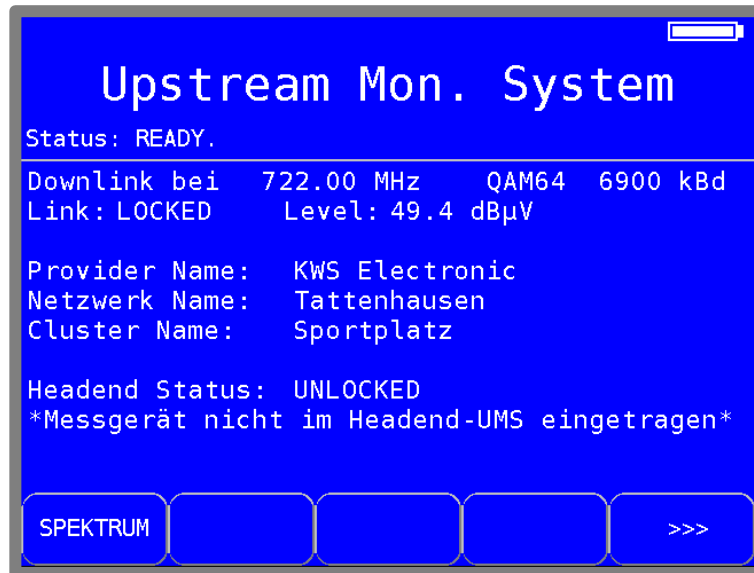 Upstream Mon. System
Status: READY.
Downlink bei 722.00 MHz QAM64 6900 kBd
Link: LOCKED Level: 49.4 dBµV
Provider Name: KWS Electronic
Netzwerk Name: Tattenhausen
Cluster Name: Sportplatz
Headend Status: UNLOCKED
*Messgerät nicht im Headend-UMS eingetragen*
SPEKTRUM >>>